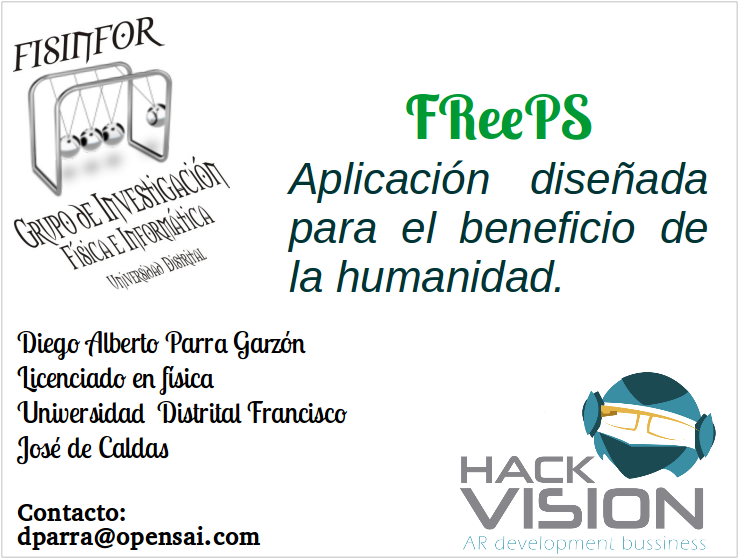 FISINFOR
GRUPO DE INVESTIGACIÓN
FÍSICA E INFORMÁTICA
UNIVERSIDAD DISTRITAL
FReePS
Aplicación diseñada
para el beneficio de
la humanidad.
Diego Alberto Parra Garzón
Licenciado en física
Universidad Distrital Francisco
José de Caldas
Contacto:
dparra@opensai.com
HACK
VISION
AR development bussiness